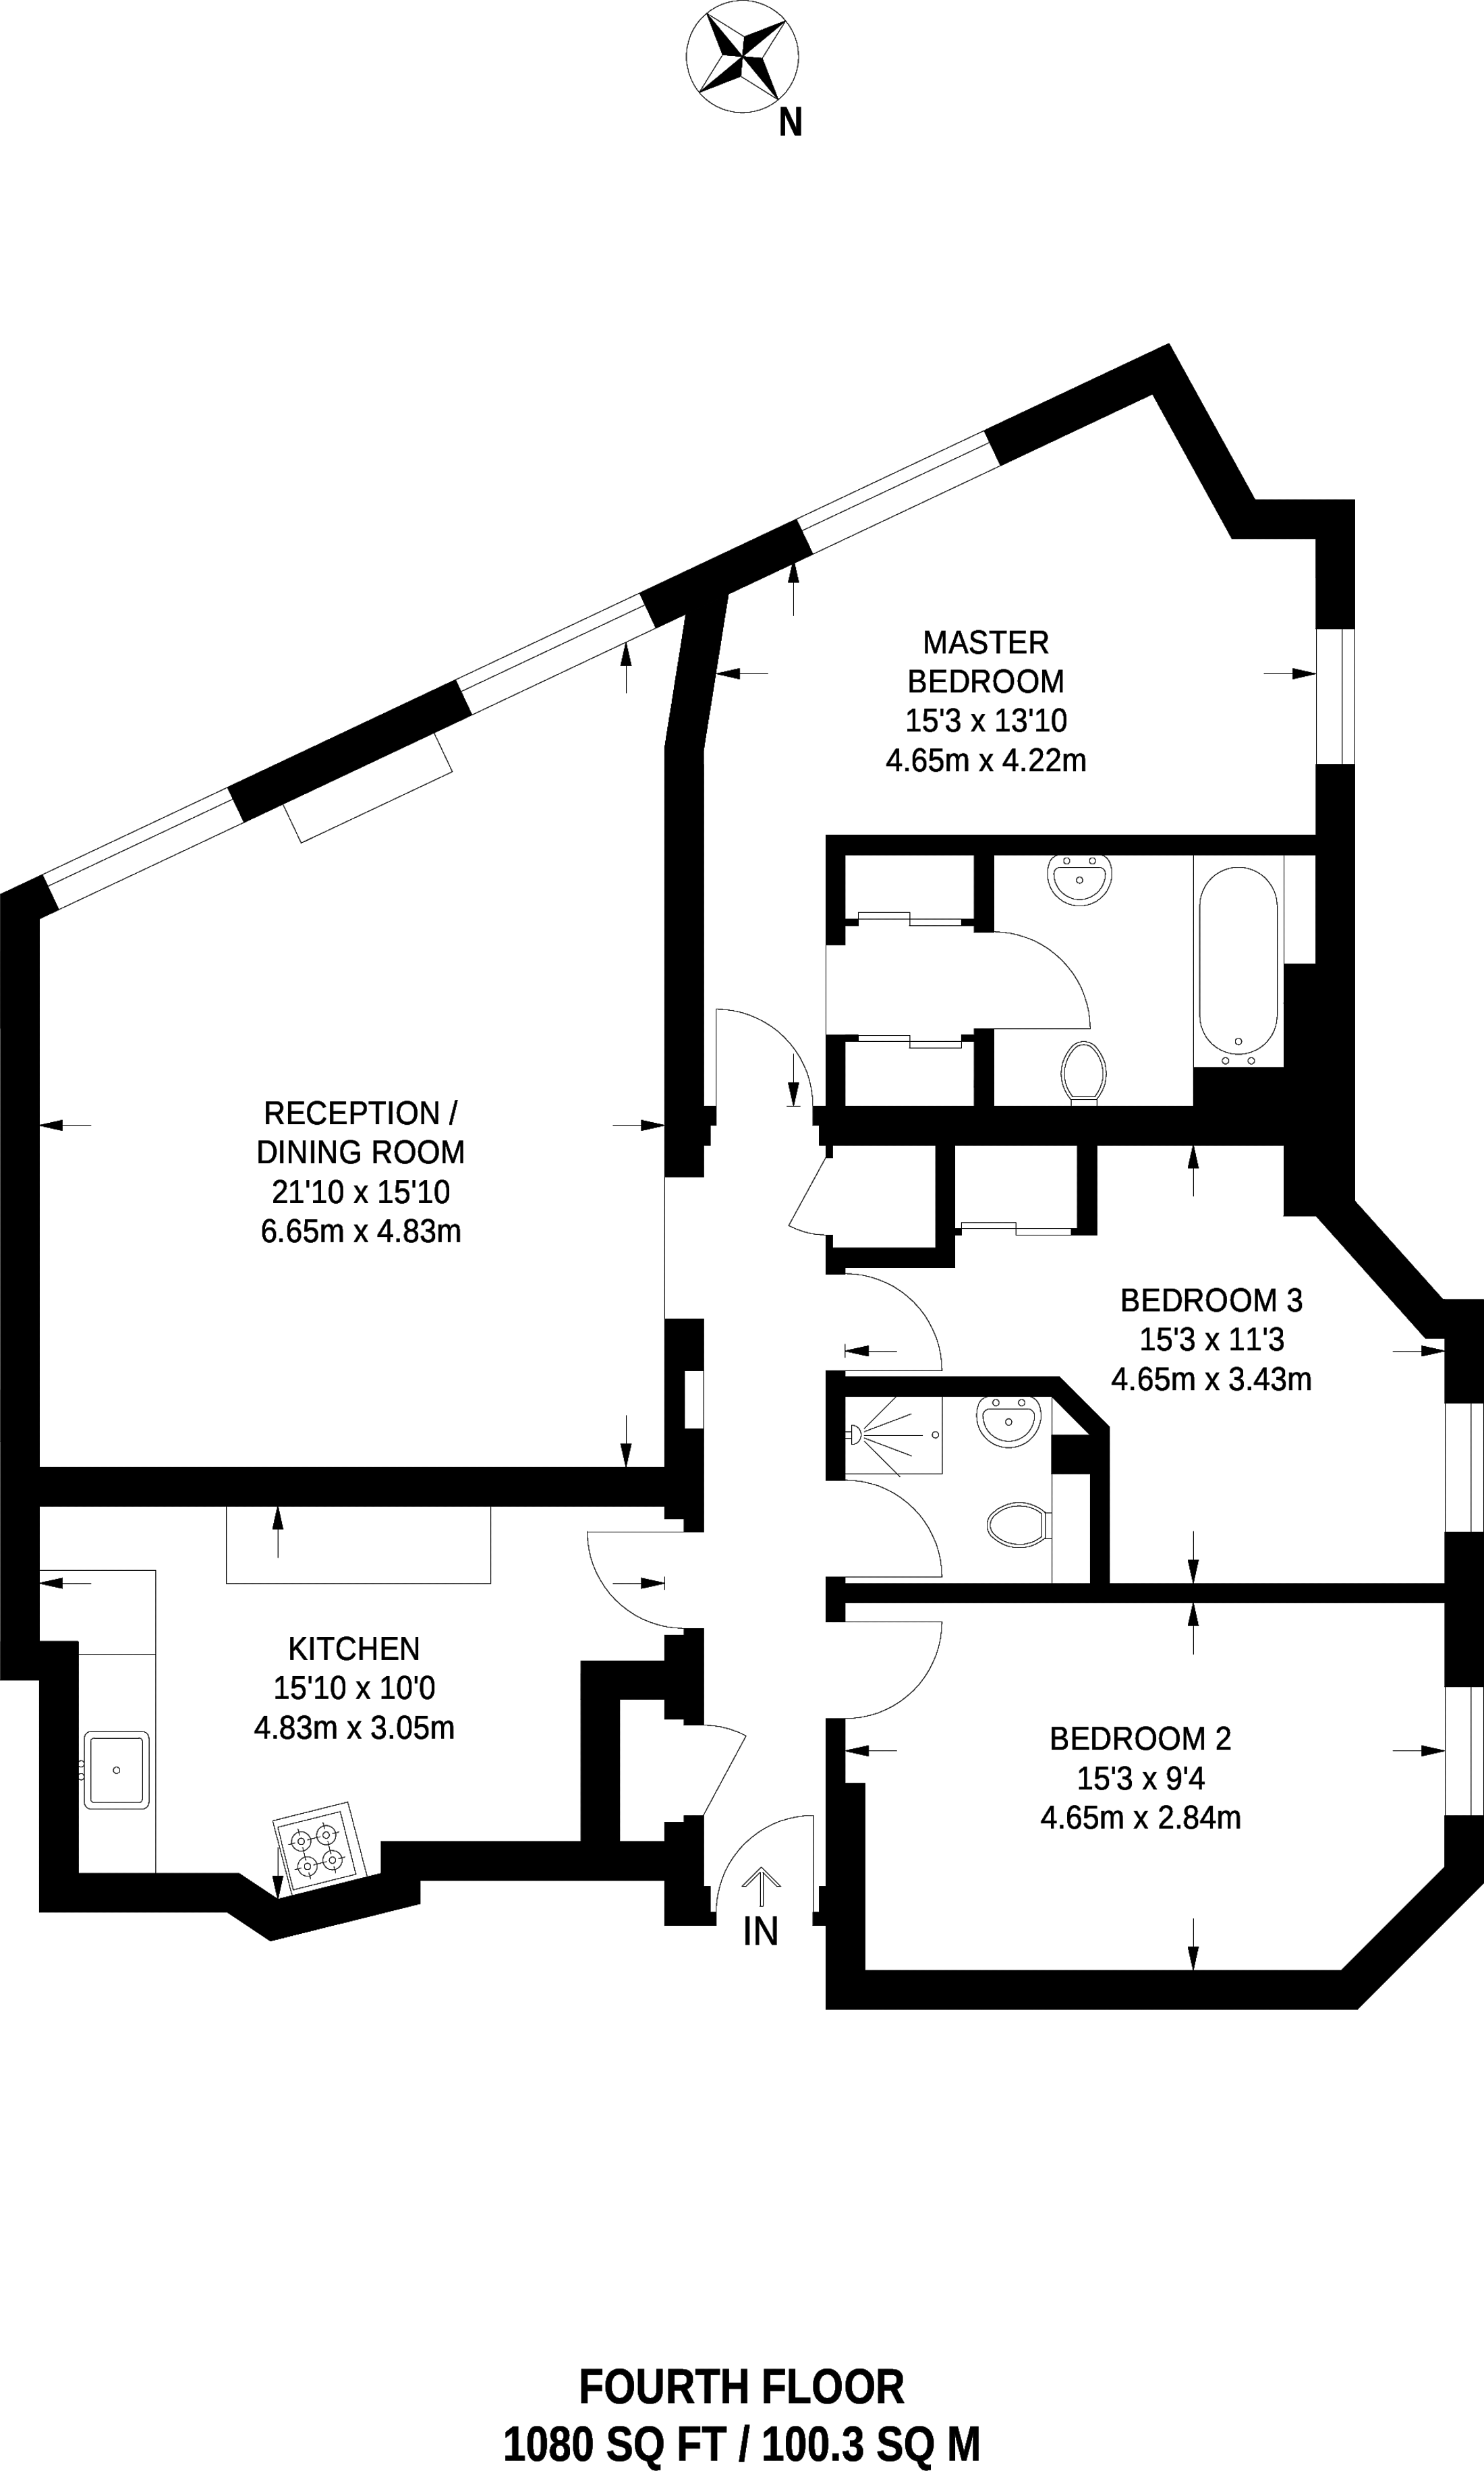 N
MASTER
BEDROOM
15'3 x 13'10
4.65m x 4.22m
RECEPTION /
DINING ROOM
21'10 x 15'10
6.65m x 4.83m
BEDROOM 3
15'3 x 11'3
4.65m x 3.43m
KITCHEN
15'10 x 10'0
4.83m x 3.05m
BEDROOM 2
15'3 x 9'4
4.65m x 2.84m
IN
FOURTH FLOOR
1080 SQ FT / 100.3 SQ M